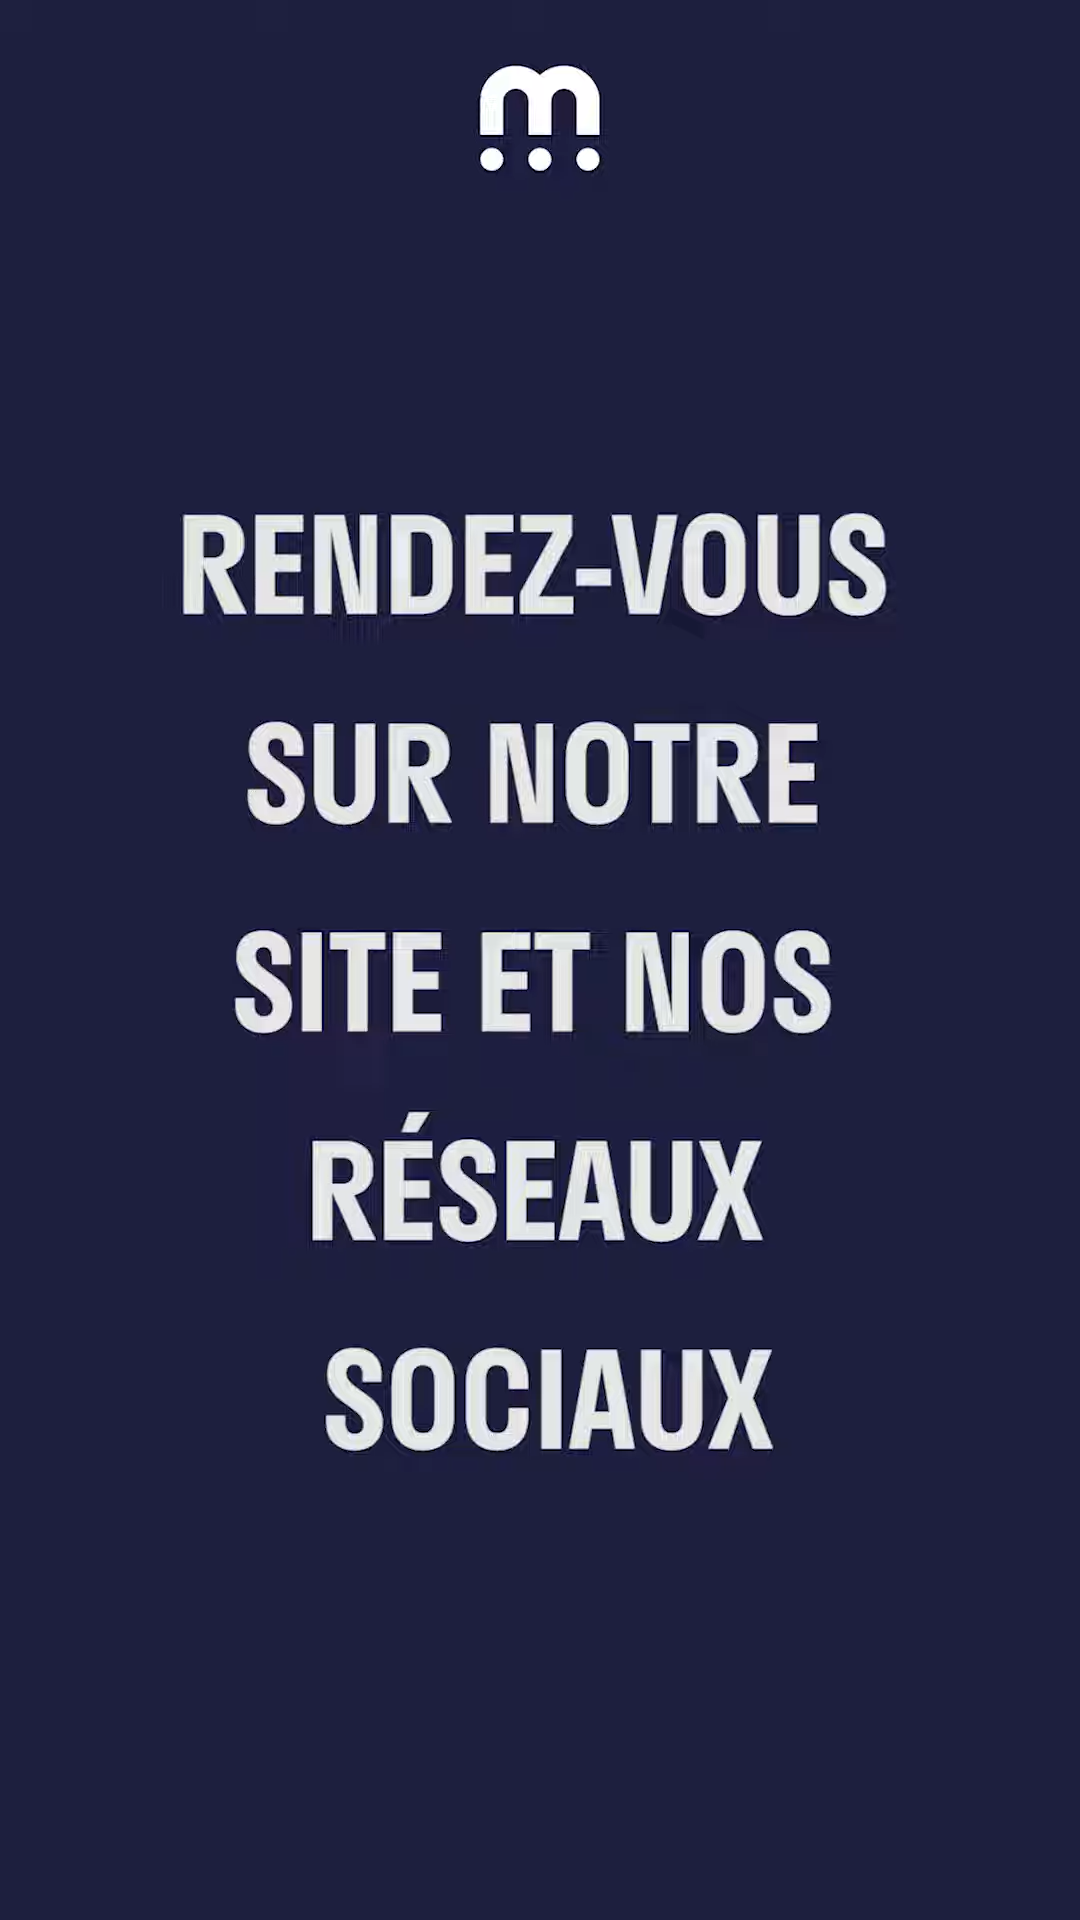 m
RENDEZ-VOUS
SUR NOTRE
SITE ET NOS
RÉSEAUX
SOCIAUX